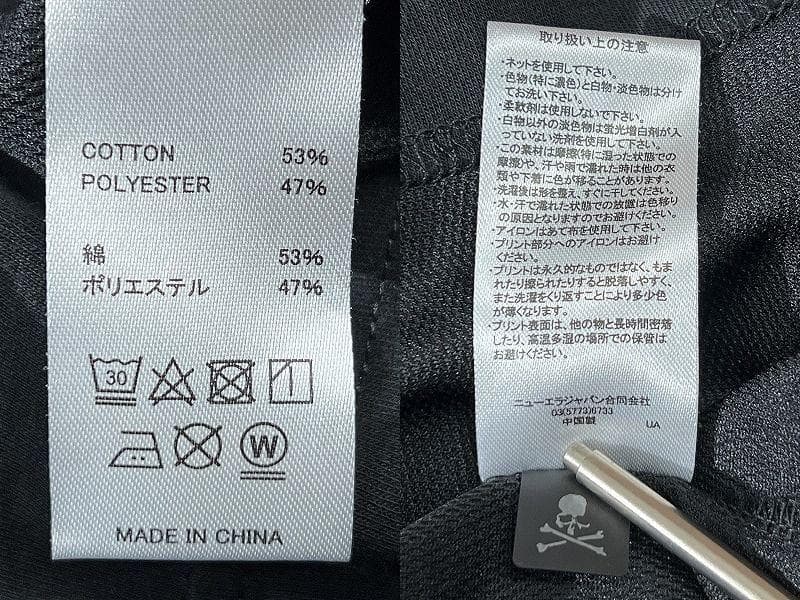 COTTON 53%
POLYESTER 47%
綿 53%
ポリエステル 47%
30
W
MADE IN CHINA
取り扱い上の注意
・ネットを使用して下さい。
・色物(特に濃色)と白物・淡色物は分け
てお洗い下さい。
・柔軟剤は使用しないで下さい。
・白物以外の淡色物は蛍光増白剤が入
っていない洗剤を使用して下さい。
・この素材は摩擦(特に湿った状態での
摩擦)や、汗や雨で濡れた時は他の衣
類や下着に色が移ることがあります。
・洗濯後は形を整え、すぐに干してください。
・水・汗で濡れた状態での放置は色移り
の原因となりますのでお避けください。
・アイロンはあて布を使用して下さい。
・プリント部分へのアイロンはお避け
ください。
・プリントは永久的なものではなく、もま
れたり擦られたりすると脱落しやすく、
また洗濯をくり返すことにより多少色
が薄くなります。
・プリント表面は、他の物と長時間密着
したり、高温多湿の場所での保管は
お避けください。
ニューエラジャパン合同会社
03(5773)6733
中国製 UA